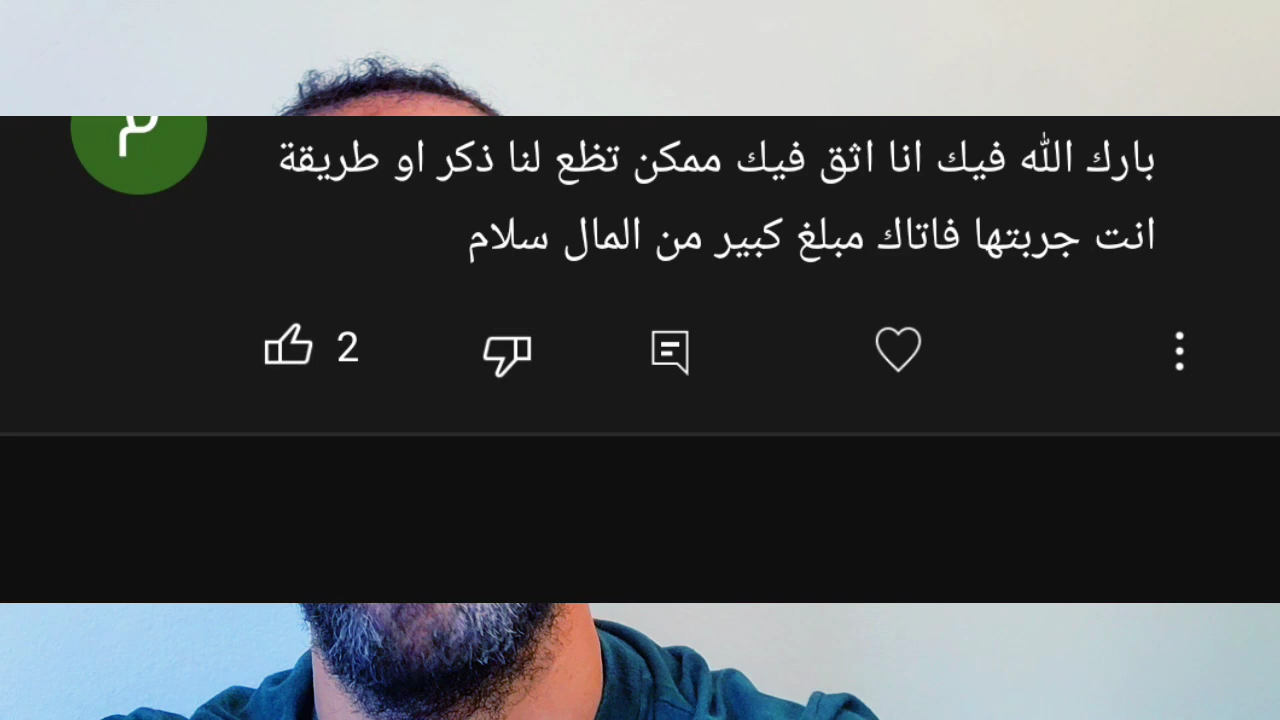 م
بارك الله فيك انا اثق فيك ممكن تظع لنا ذكر او طريقة
انت جربتها فاتاك مبلغ كبير من المال سلام
2